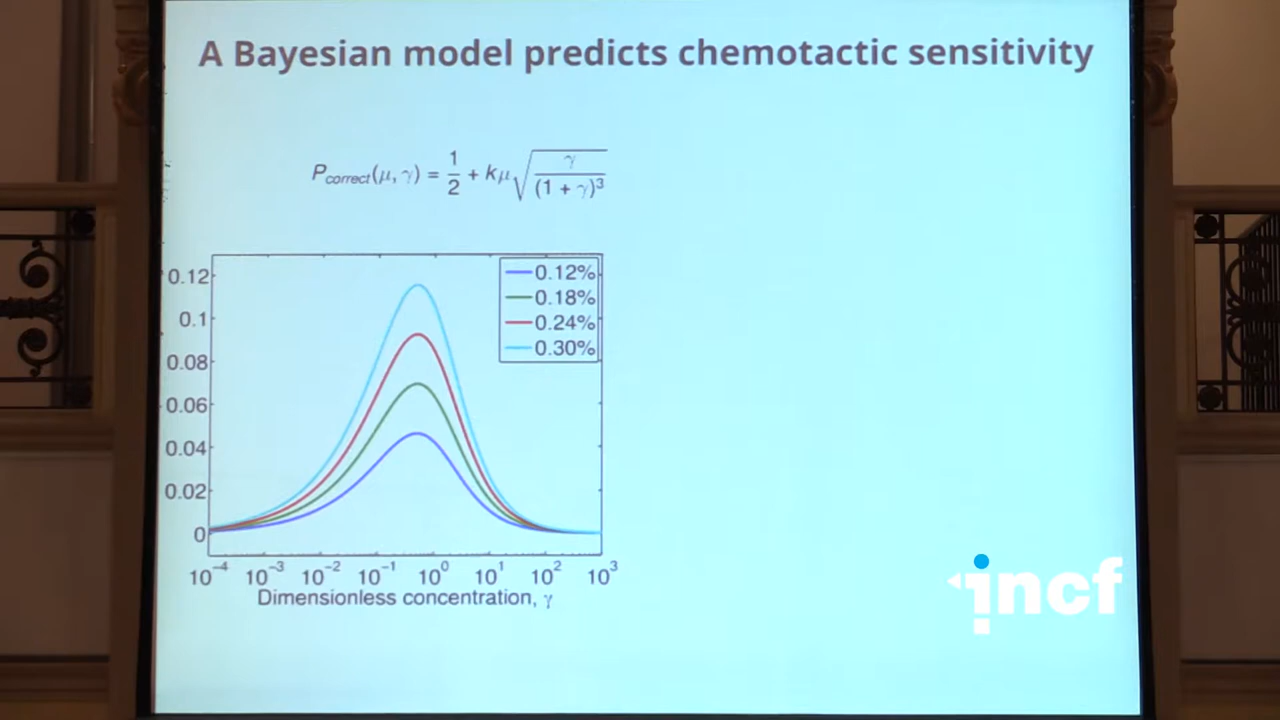 A Bayesian model predicts chemotactic sensitivity
P_correct(μ, γ) = 1/2 + kμ√(γ/(1 + γ)³)
0.12%
0.18%
0.24%
0.30%
0.12
0.1
0.08
0.06
0.04
0.02
0
10⁻⁴ 10⁻³ 10⁻² 10⁻¹ 10⁰ 10¹ 10² 10³
Dimensionless concentration, γ
incf